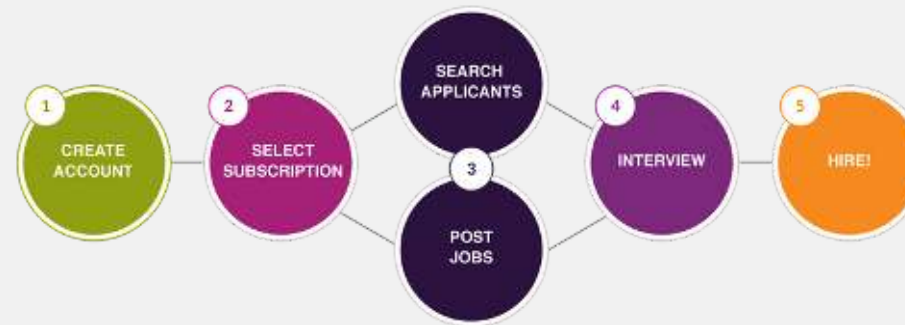 1
CREATE
ACCOUNT
2
SELECT
SUBSCRIPTION
SEARCH
APPLICANTS
3
POST
JOBS
4
INTERVIEW
5
HIRE!